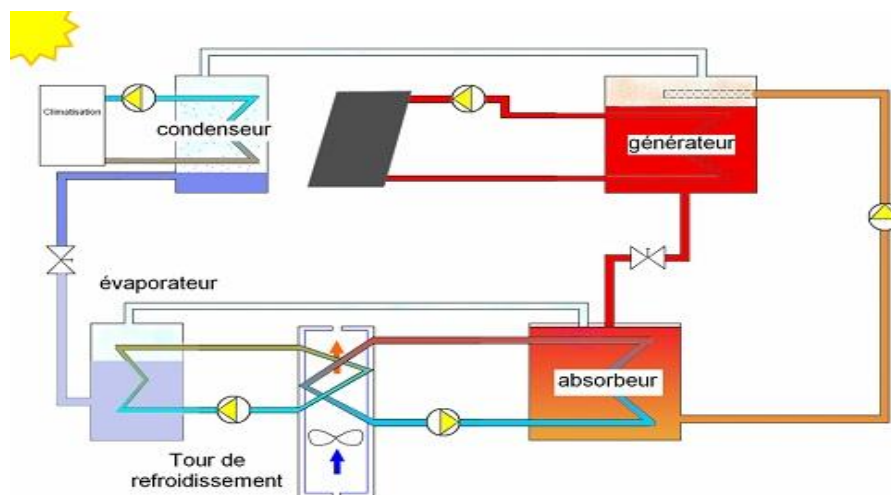 Climatisation
condenseur
générateur
évaporateur
absorbeur
Tour de
refroidissement